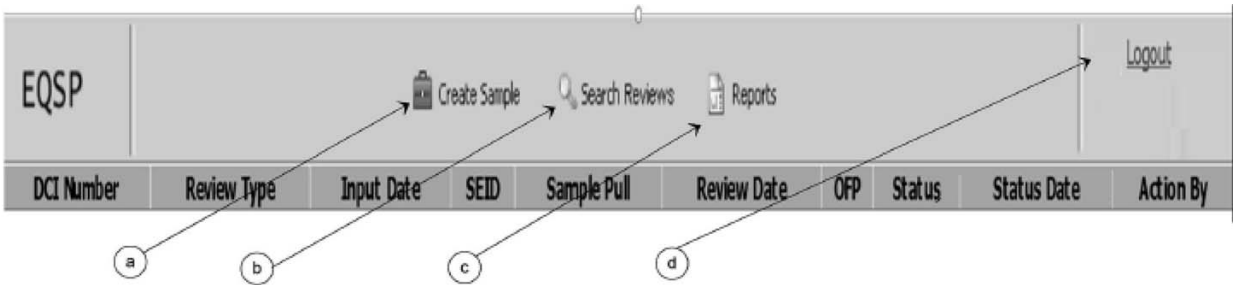 Logout
EQSP Create Sample Search Reviews Reports
DCI Number Review Type Input Date SEID Sample Pull Review Date OFP Status Status Date Action By
a b c d